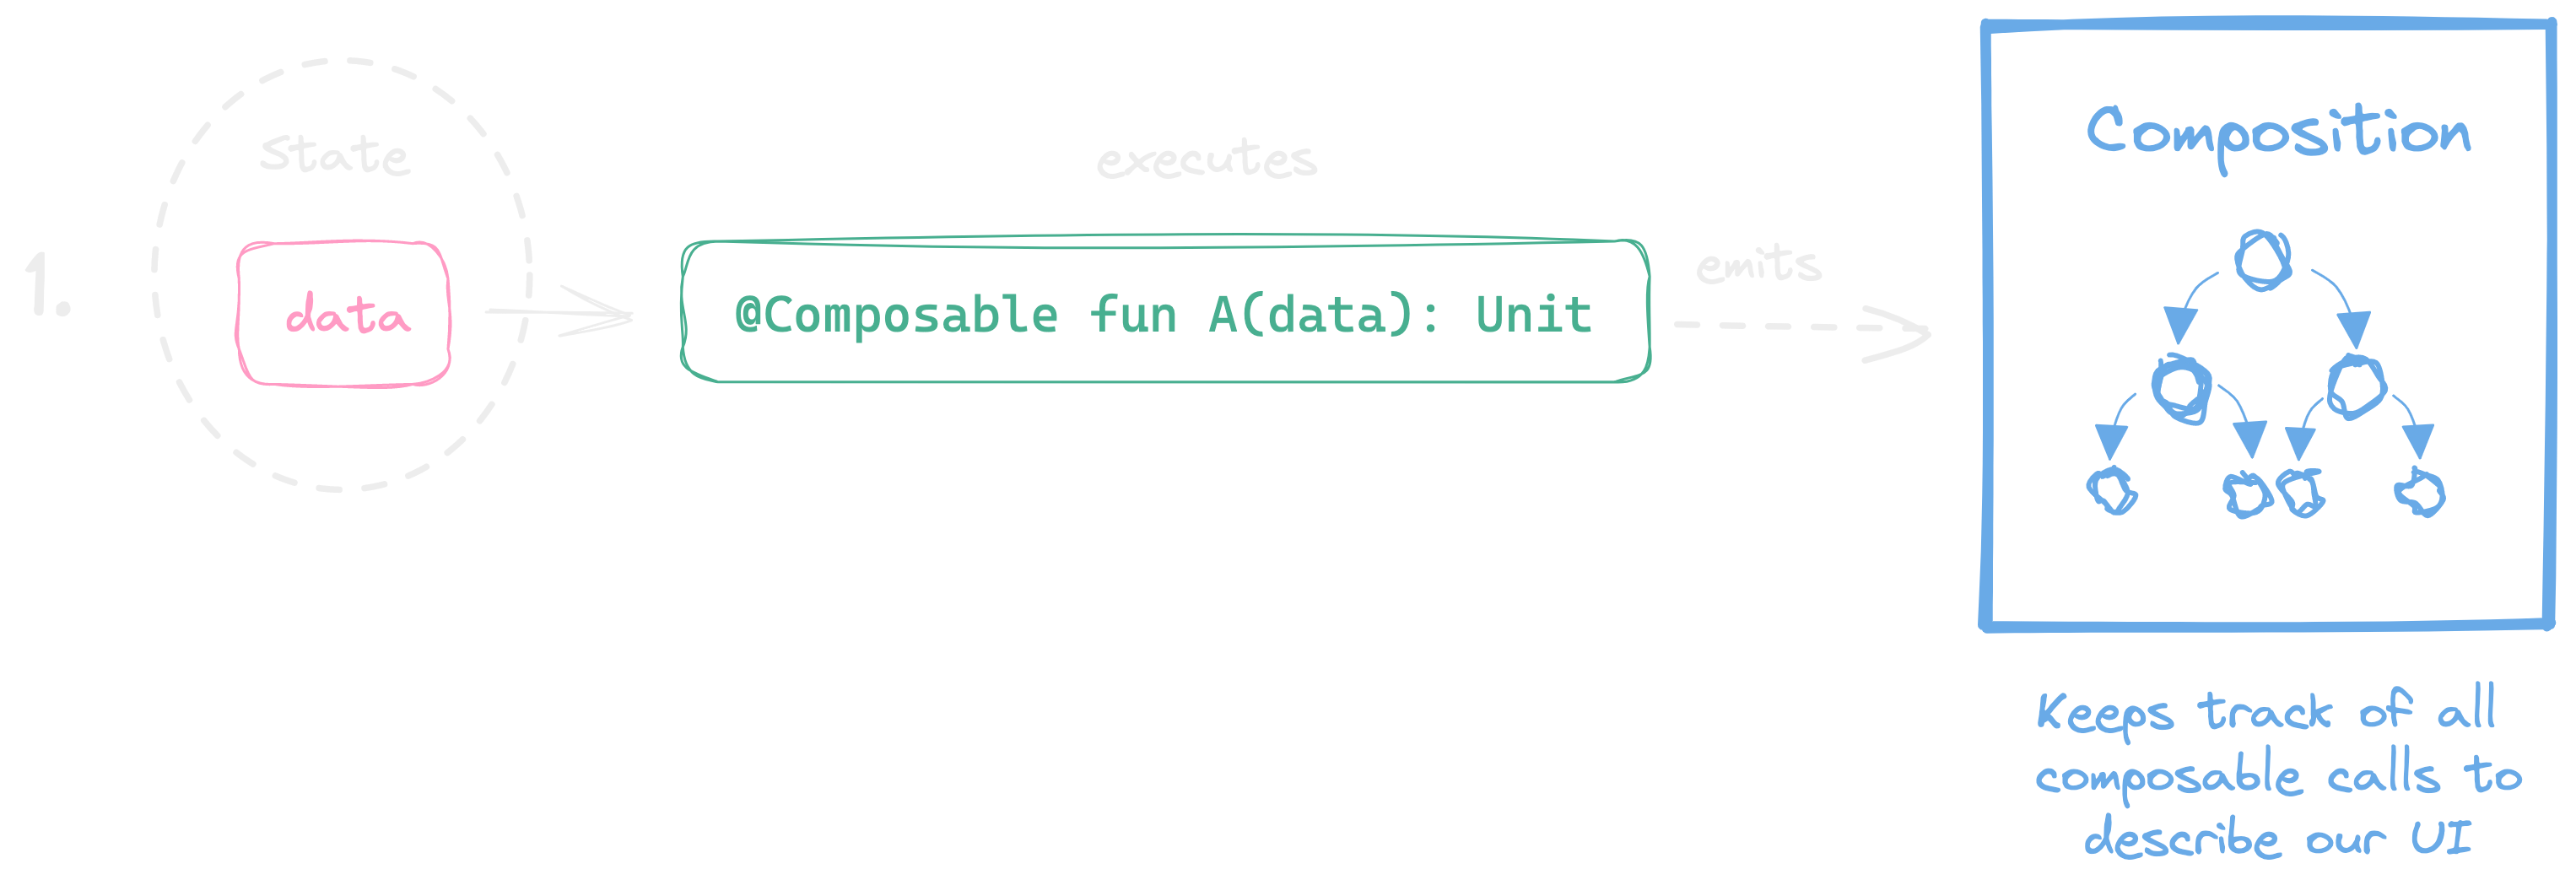 1.
State
data
executes
@Composable fun A(data): Unit
emits
Composition
Keeps track of all
composable calls to
describe our UI